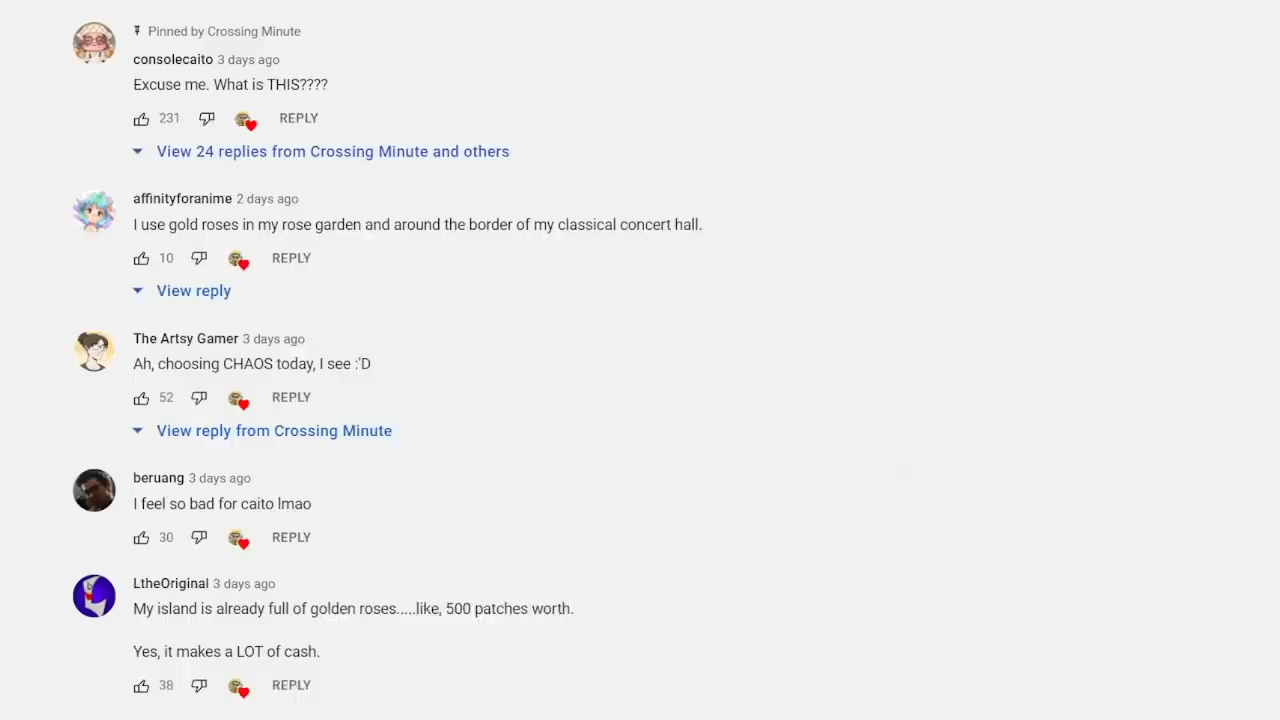 Pinned by Crossing Minute
consolecaito 3 days ago
Excuse me. What is THIS????
231 REPLY
View 24 replies from Crossing Minute and others
affinityforanime 2 days ago
I use gold roses in my rose garden and around the border of my classical concert hall.
10 REPLY
View reply
The Artsy Gamer 3 days ago
Ah, choosing CHAOS today, I see :'D
52 REPLY
View reply from Crossing Minute
beruang 3 days ago
I feel so bad for caito lmao
30 REPLY
LtheOriginal 3 days ago
My island is already full of golden roses.....like, 500 patches worth.
Yes, it makes a LOT of cash.
38 REPLY